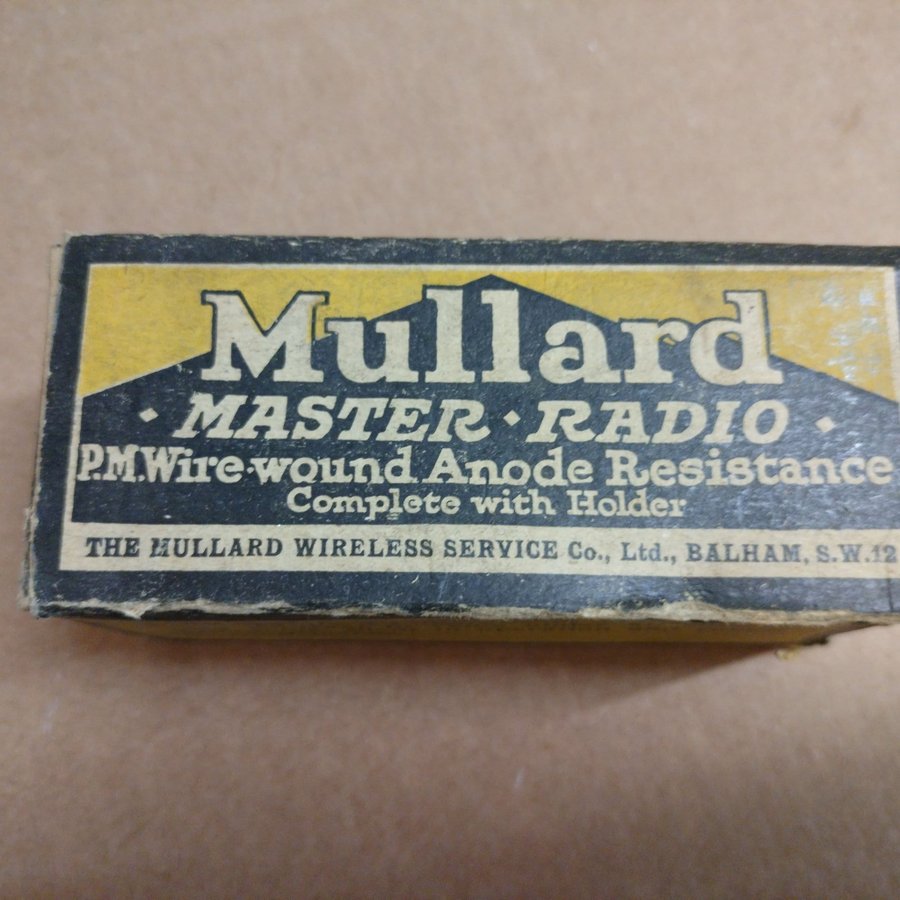 Mullard
· MASTER · RADIO ·
P.M. Wire-wound Anode Resistance
Complete with Holder
THE MULLARD WIRELESS SERVICE Co., Ltd., BALHAM, S.W.12